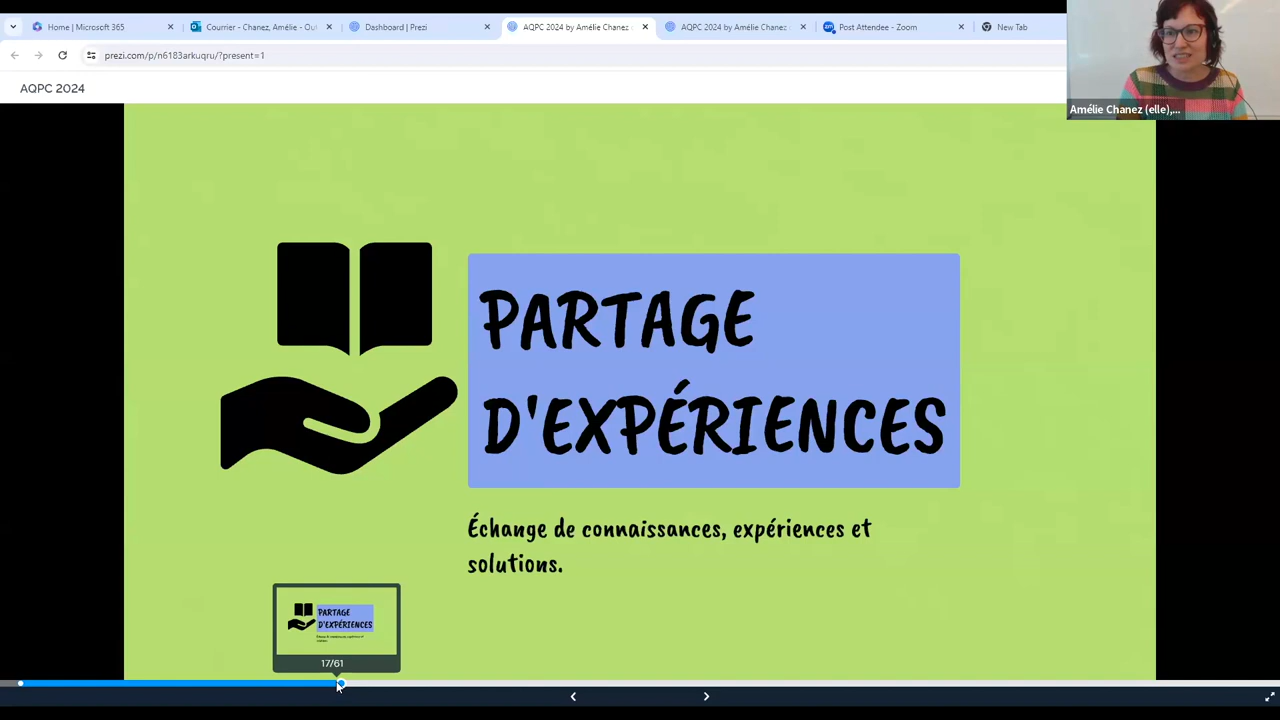 Home | Microsoft 365
Courrier - Chanez, Amélie - Out
Dashboard | Prezi
AQPC 2024 by Amélie Chanez
AQPC 2024 by Amélie Chanez
Post Attendee - Zoom
New Tab
prezi.com/p/n6183arkuqru/?present=1
AQPC 2024
Amélie Chanez (elle),...
PARTAGE
D'EXPÉRIENCES
Échange de connaissances, expériences et
solutions.
PARTAGE
D'EXPÉRIENCES
17/61